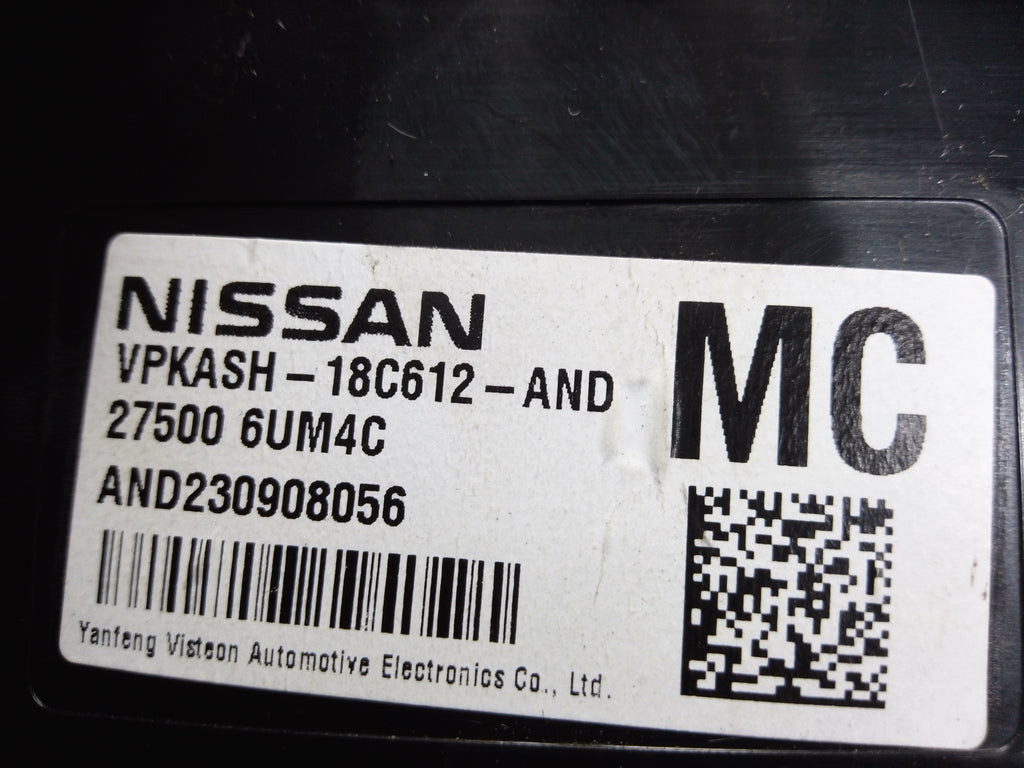 NISSAN
VPKASH-18C612-AND
27500 6UM4C
AND230908056
Yanfeng Visteon Automotive Electronics Co., Ltd.
MC